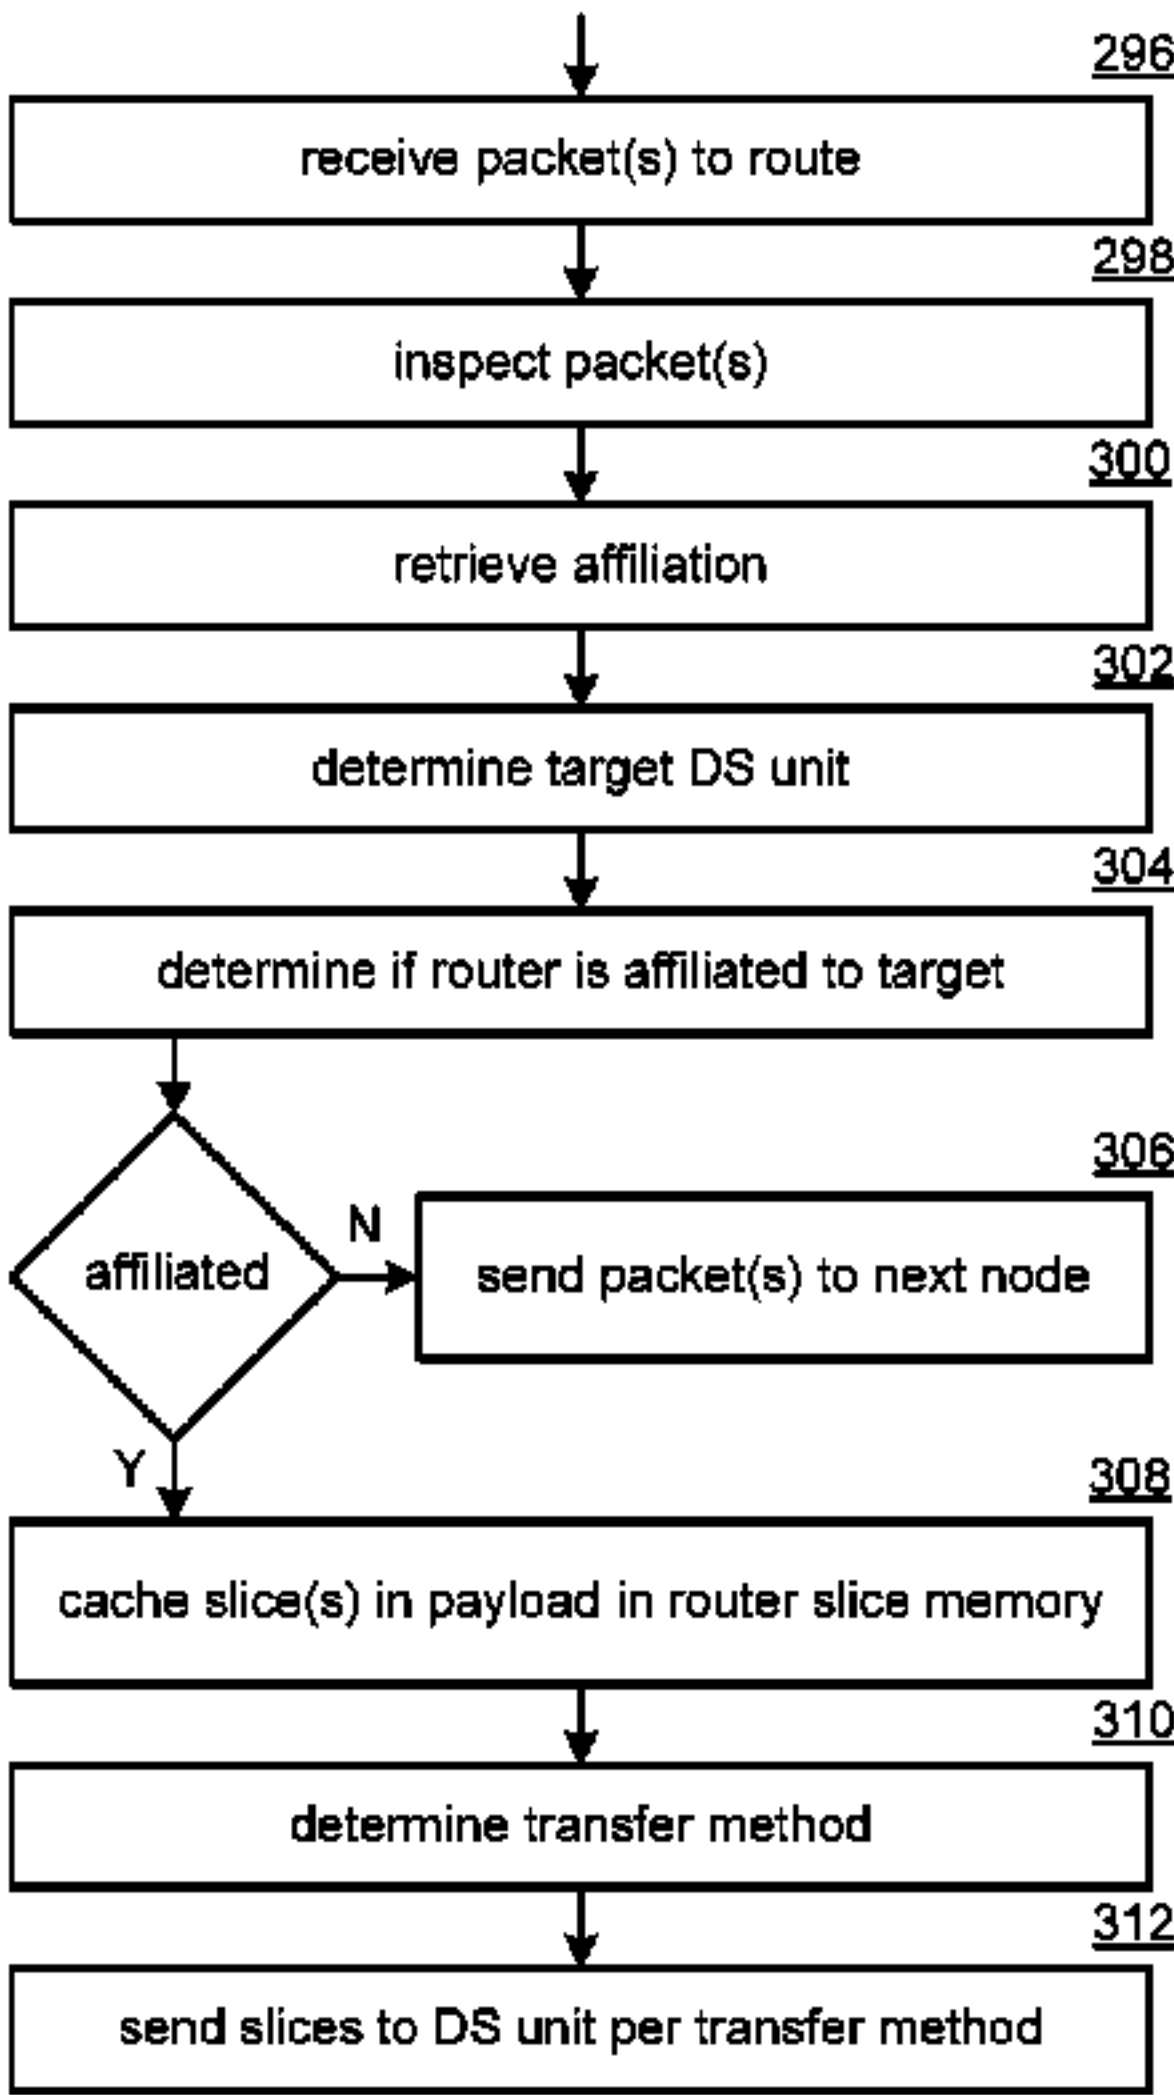 296
receive packet(s) to route
298
inspect packet(s)
300
retrieve affiliation
302
determine target DS unit
304
determine if router is affiliated to target
306
N
affiliated
send packet(s) to next node
Y
308
cache slice(s) in payload in router slice memory
310
determine transfer method
312
send slices to DS unit per transfer method